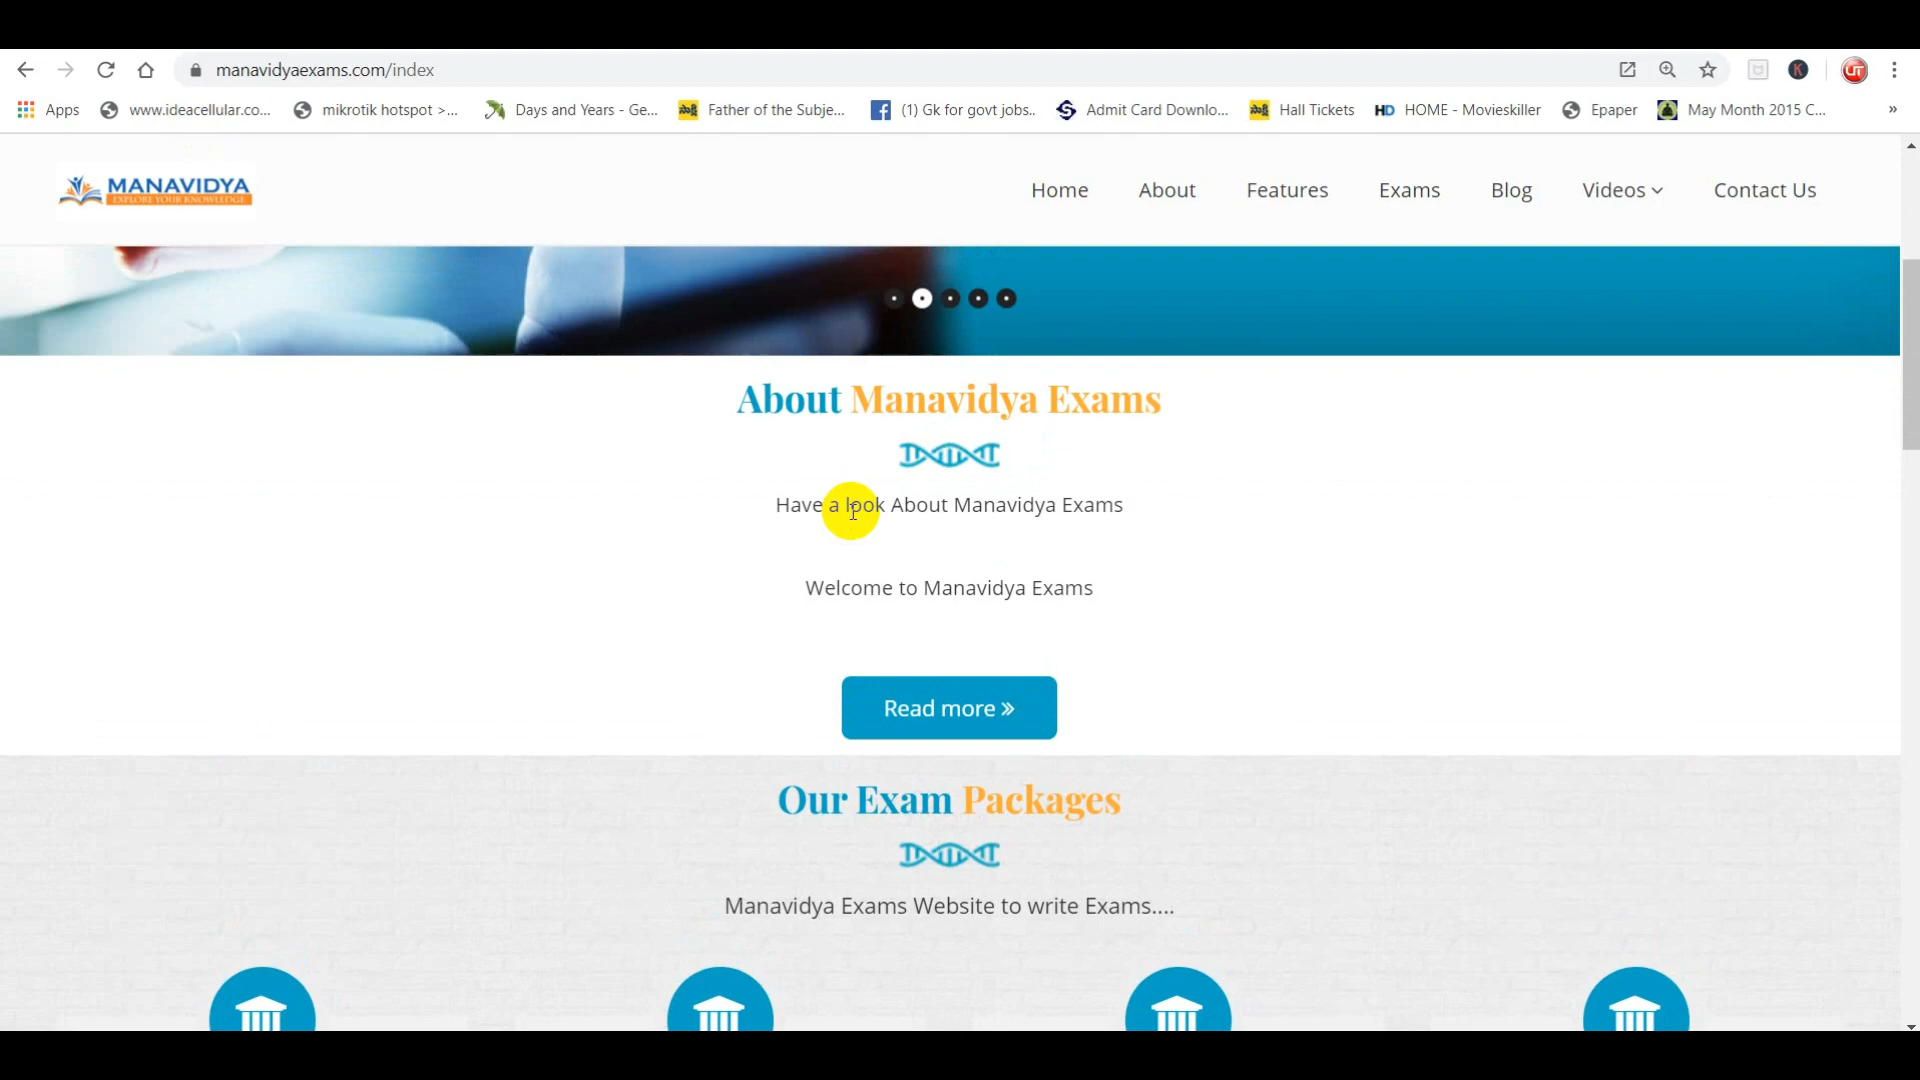 manavidyaexams.com/index
Apps www.ideacellular.co... mikrotik hotspot >... Days and Years - Ge... Father of the Subje... (1) Gk for govt jobs.. Admit Card Downlo... Hall Tickets HD HOME - Movieskiller Epaper May Month 2015 C... »
MANAVIDYA
EXPLORE YOUR KNOWLEDGE
Home About Features Exams Blog Videos Contact Us
About Manavidya Exams
Have a look About Manavidya Exams
Welcome to Manavidya Exams
Read more »
Our Exam Packages
Manavidya Exams Website to write Exams....